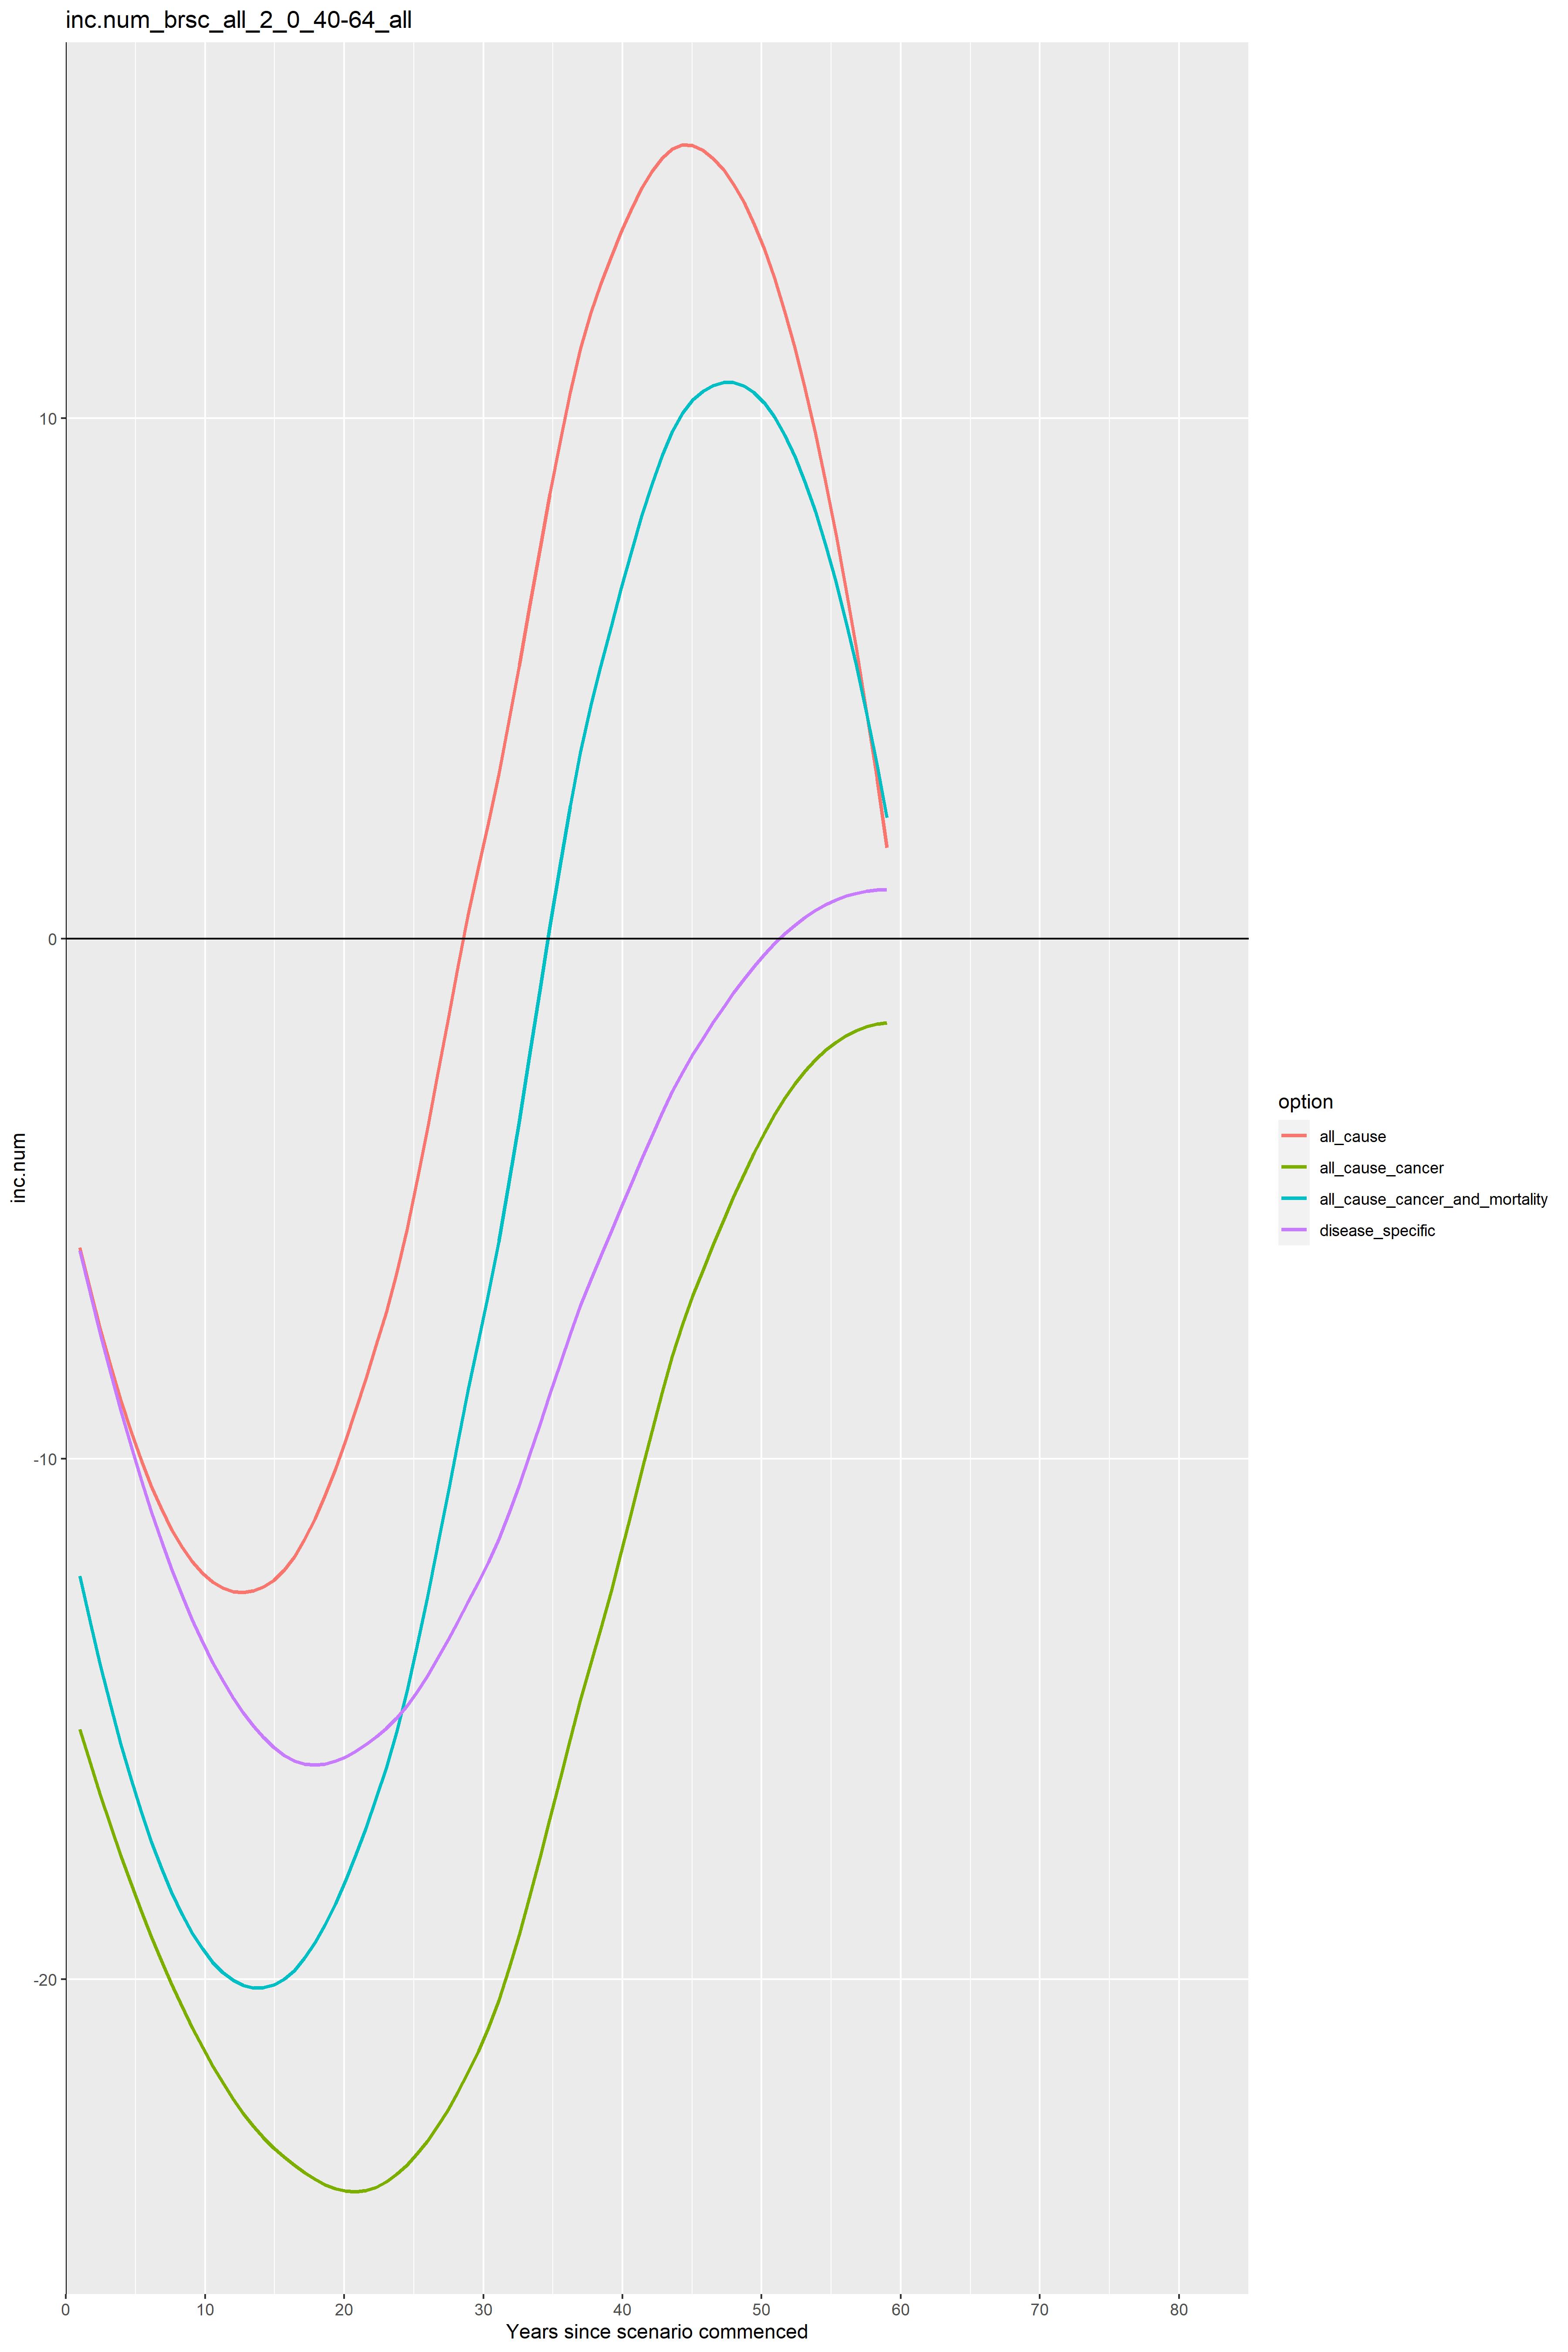 inc.num_brsc_all_2_0_40-64_all
10
0
-10
-20
inc.num
0 10 20 30 40 50 60 70 80
Years since scenario commenced
option
all_cause
all_cause_cancer
all_cause_cancer_and_mortality
disease_specific